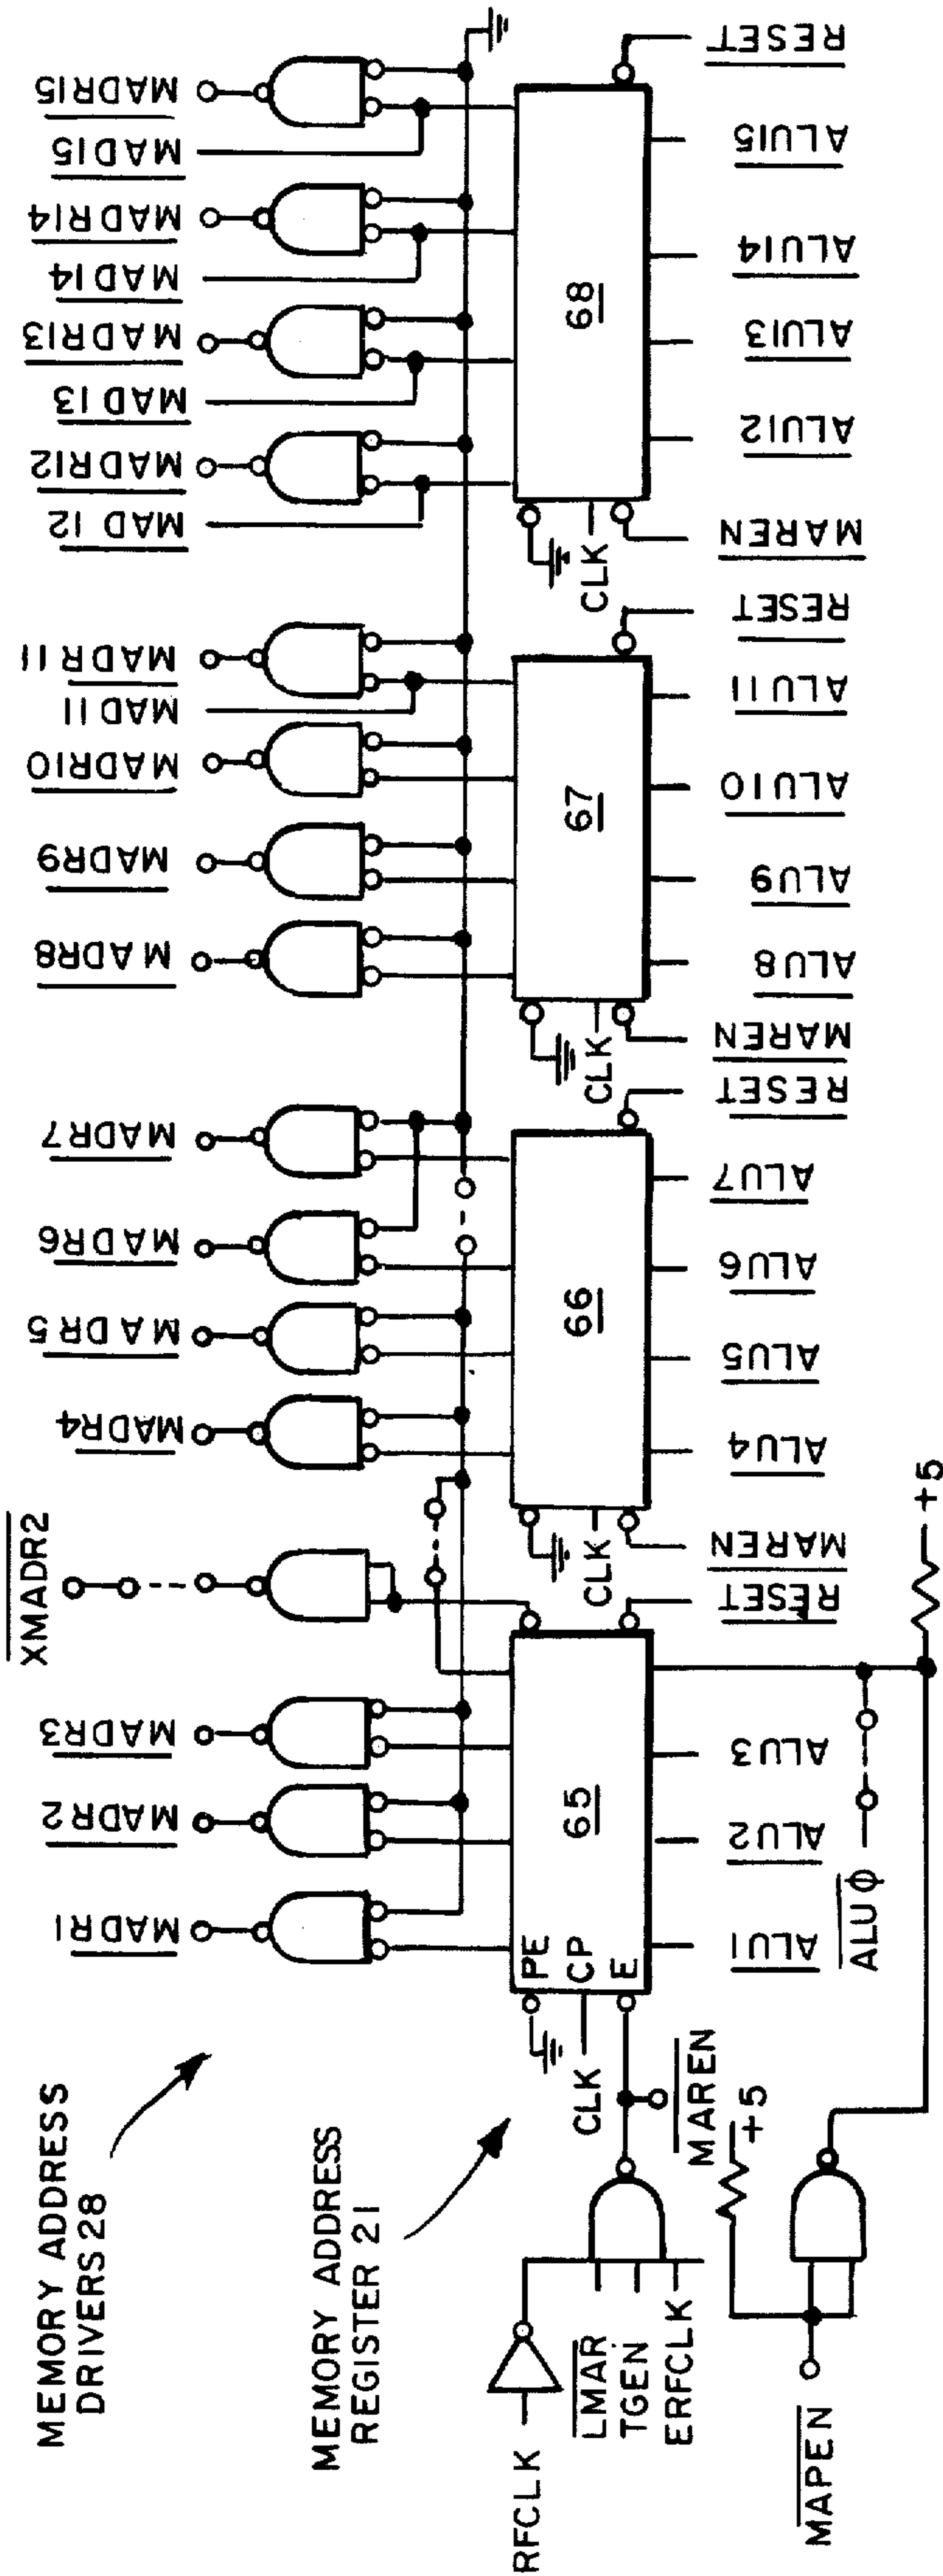 MEMORY ADDRESS
DRIVERS 28
XMADR2
MADR1
MADR2
MADR3
MADR4
MADR5
MADR6
MADR7
MADR8
MADR9
MADR10
MAD11
MADR11
MAD12
MADR12
MAD13
MADR13
MAD14
MADR14
MAD15
MADR15
MEMORY ADDRESS
REGISTER 21
PE
CP
E
65
66
67
68
CLK
CLK
CLK
CLK
RFCLK
LMAR
TGEN
ERFCLK
MAREN
RESET
MAREN
RESET
MAREN
RESET
MAREN
RESET
ALU1
ALU2
ALU3
ALU4
ALU5
ALU6
ALU7
ALU8
ALU9
ALU10
ALU11
ALU12
ALU13
ALU14
ALU15
ALUϕ
+5
+5
MAPEN